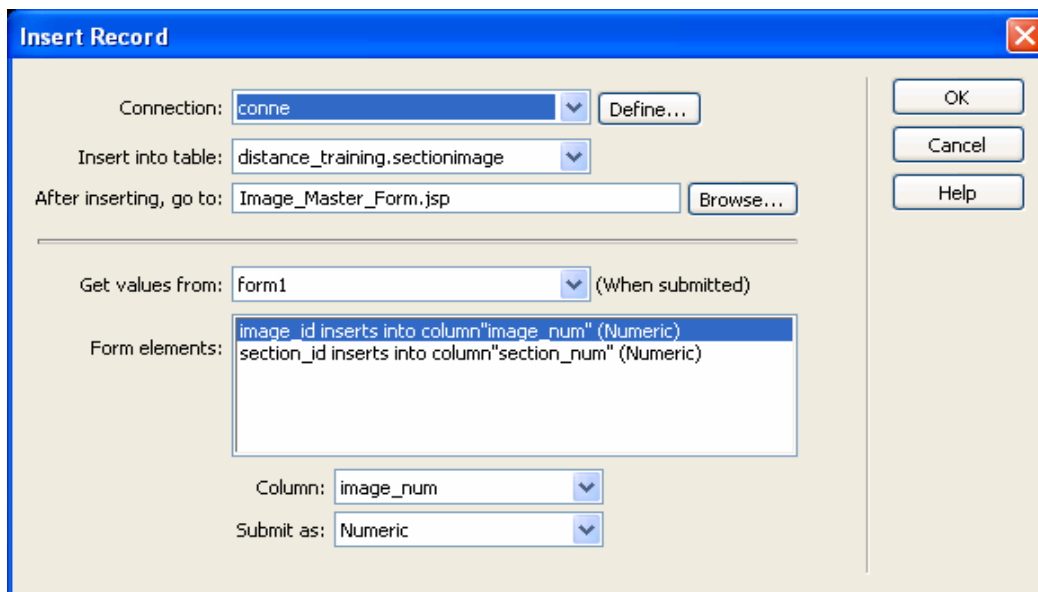 Insert Record
Connection: conne Define... OK
Insert into table: distance_training.sectionimage Cancel
After inserting, go to: Image_Master_Form.jsp Browse... Help
Get values from: form1 (When submitted)
Form elements: image_id inserts into column"image_num" (Numeric)
section_id inserts into column"section_num" (Numeric)
Column: image_num
Submit as: Numeric